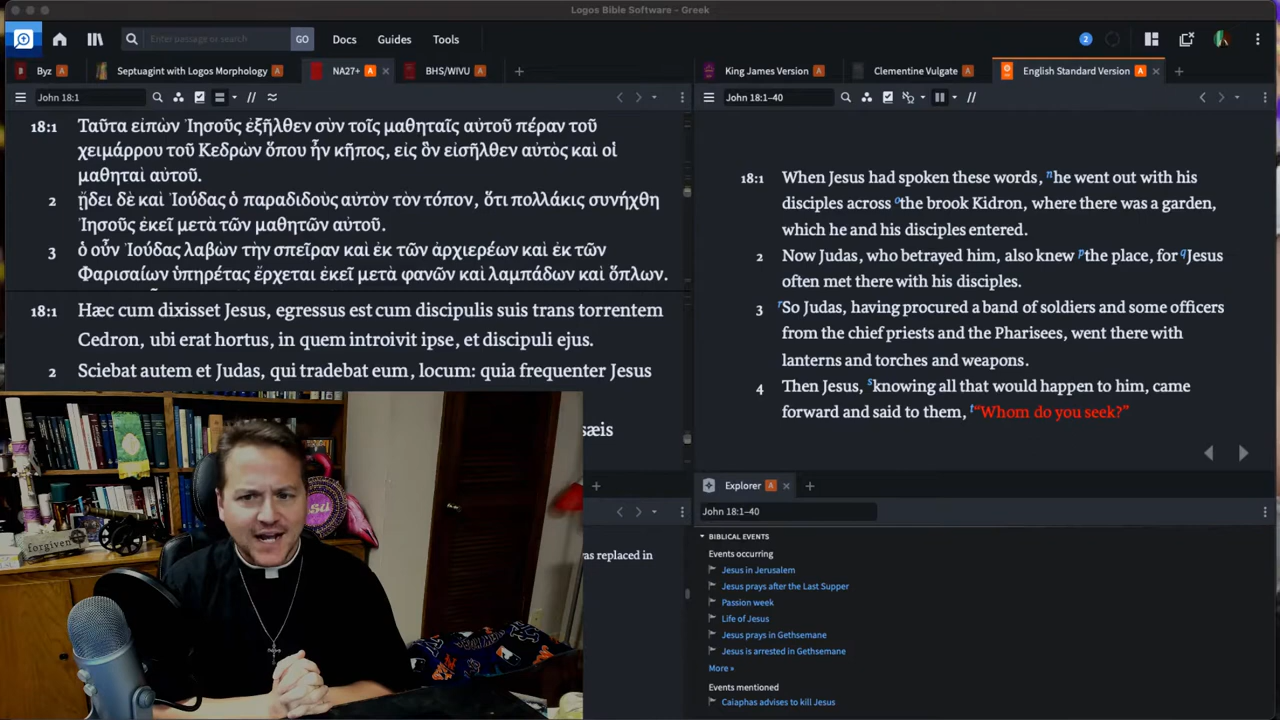 Logos Bible Software - Greek
Enter passage or search
GO
Docs
Guides
Tools
2
Byz A
Septuagint with Logos Morphology A
NA27+ A
BHS/WIVU A
John 18:1
18:1 Ταῦτα εἰπὼν Ἰησοῦς ἐξῆλθεν σὺν τοῖς μαθηταῖς αὐτοῦ πέραν τοῦ
χειμάρρου τοῦ Κεδρὼν ὅπου ἦν κῆπος, εἰς ὃν εἰσῆλθεν αὐτὸς καὶ οἱ
μαθηταὶ αὐτοῦ.
2 ᾔδει δὲ καὶ Ἰούδας ὁ παραδιδοὺς αὐτὸν τὸν τόπον, ὅτι πολλάκις συνήχθη
Ἰησοῦς ἐκεῖ μετὰ τῶν μαθητῶν αὐτοῦ.
3 ὁ οὖν Ἰούδας λαβὼν τὴν σπεῖραν καὶ ἐκ τῶν ἀρχιερέων καὶ ἐκ τῶν
Φαρισαίων ὑπηρέτας ἔρχεται ἐκεῖ μετὰ φανῶν καὶ λαμπάδων καὶ ὅπλων.
18:1 Hæc cum dixisset Jesus, egressus est cum discipulis suis trans torrentem
Cedron, ubi erat hortus, in quem introivit ipse, et discipuli ejus.
2 Sciebat autem et Judas, qui tradebat eum, locum: quia frequenter Jesus
sæis
as replaced in
forgiven
King James Version A
Clementine Vulgate A
English Standard Version A
John 18:1–40
18:1 When Jesus had spoken these words, n he went out with his
disciples across o the brook Kidron, where there was a garden,
which he and his disciples entered.
2 Now Judas, who betrayed him, also knew p the place, for q Jesus
often met there with his disciples.
3 r So Judas, having procured a band of soldiers and some officers
from the chief priests and the Pharisees, went there with
lanterns and torches and weapons.
4 Then Jesus, s knowing all that would happen to him, came
forward and said to them, t “Whom do you seek?”
Explorer A
John 18:1–40
BIBLICAL EVENTS
Events occurring
Jesus in Jerusalem
Jesus prays after the Last Supper
Passion week
Life of Jesus
Jesus prays in Gethsemane
Jesus is arrested in Gethsemane
More »
Events mentioned
Caiaphas advises to kill Jesus